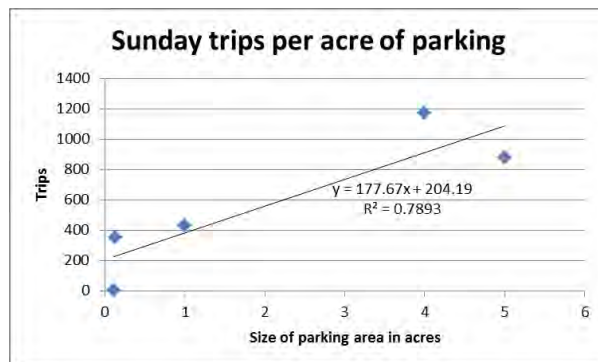 Sunday trips per acre of parking
1400
1200
1000
800
600
400
200
0
Trips
y = 177.67x + 204.19
R² = 0.7893
0 1 2 3 4 5 6
Size of parking area in acres